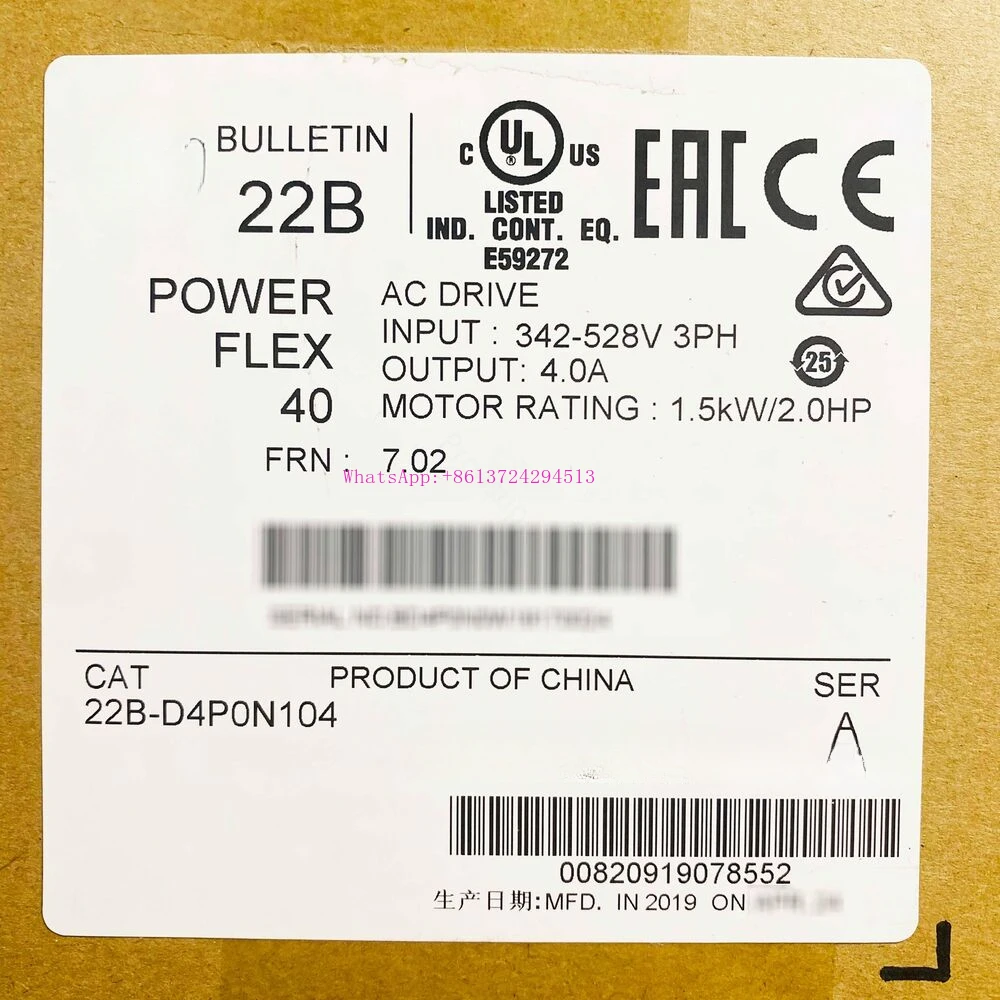 BULLETIN
22B
C UL ® US
LISTED
IND. CONT. EQ.
E59272
EAC CE
POWER
FLEX
40
AC DRIVE
INPUT : 342-528V 3PH
OUTPUT: 4.0A
MOTOR RATING : 1.5kW/2.0HP
25
FRN : 7.02
WhatsApp:+8613724294513
CAT
22B-D4P0N104
PRODUCT OF CHINA
SER
A
00820919078552
生产日期:MFD. IN 2019 ON